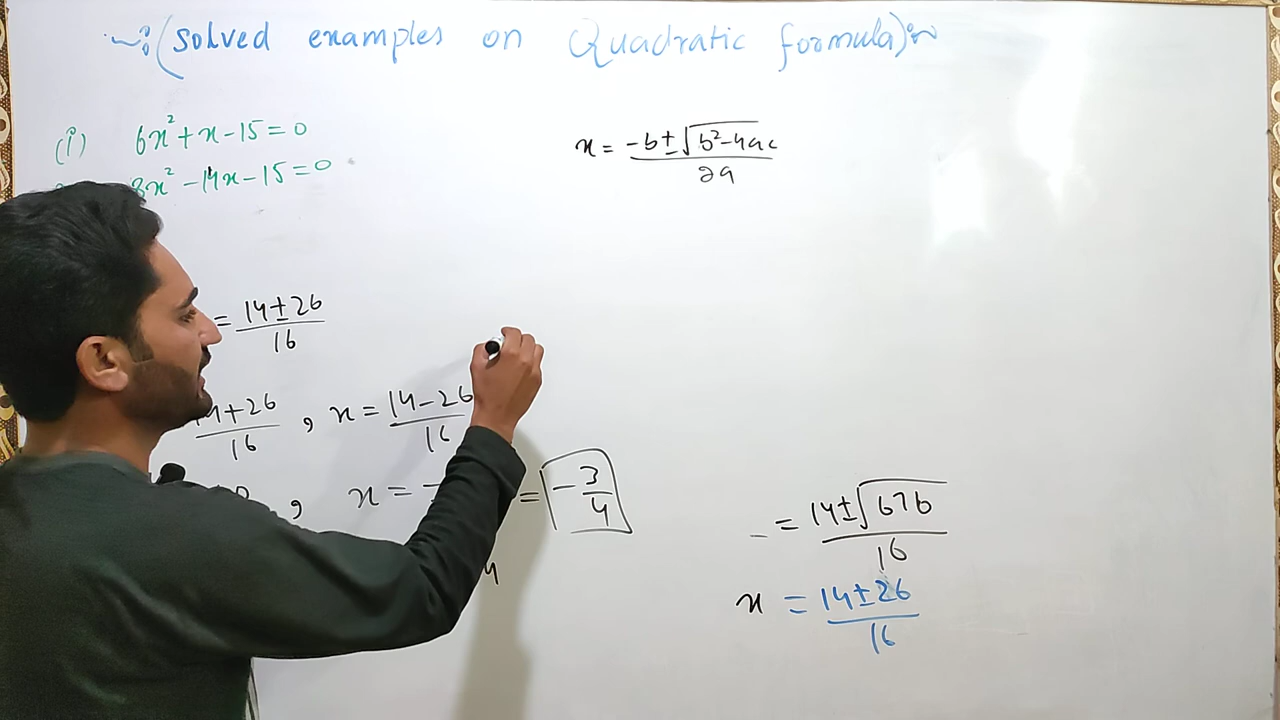 ~:(solved examples on Quadratic formula):~
(i) 6x²+x-15=0
8x²-14x-15=0
x = (-b±√(b²-4ac))/2a
= (14±26)/16
14+26/16 , x = (14-26)/16
, x = - = -3/4
4
= (14±√676)/16
x = (14±26)/16